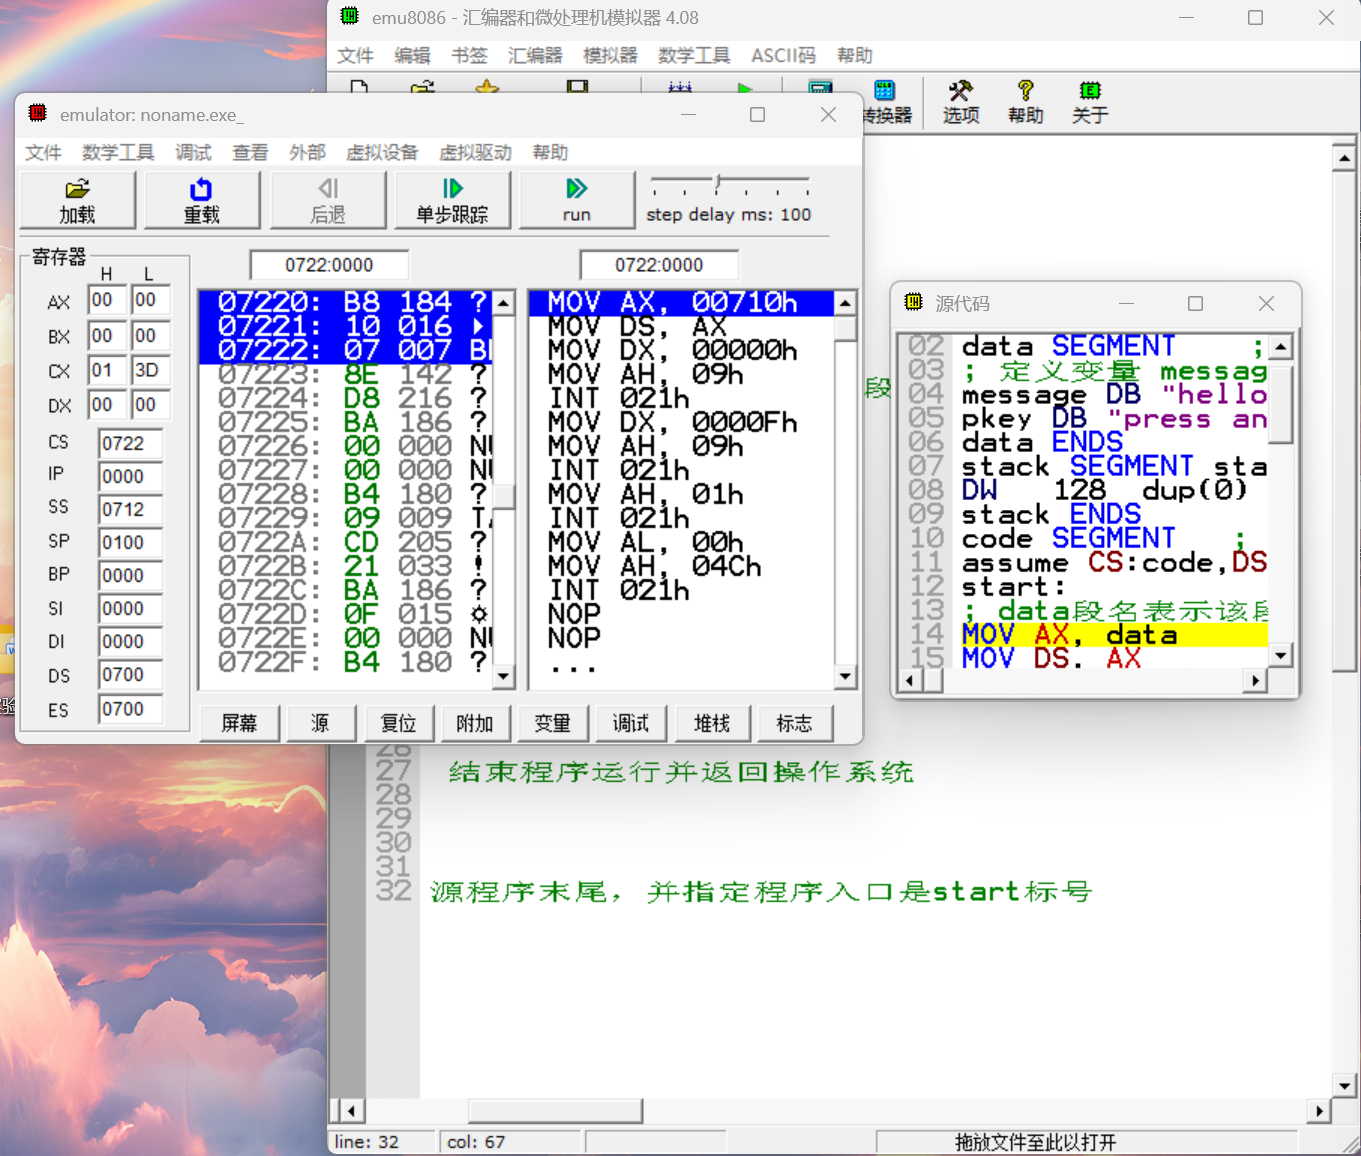 emu8086 - 汇编器和微处理机模拟器 4.08
文件 编辑 书签 汇编器 模拟器 数学工具 ASCII码 帮助
转换器 选项 帮助 关于
emulator: noname.exe_
文件 数学工具 调试 查看 外部 虚拟设备 虚拟驱动 帮助
加载 重载 后退 单步跟踪 run step delay ms: 100
寄存器
H L
AX 00 00
BX 00 00
CX 01 3D
DX 00 00
CS 0722
IP 0000
SS 0712
SP 0100
BP 0000
SI 0000
DI 0000
DS 0700
ES 0700
0722:0000
07220: B8 184 ?
07221: 10 016
07222: 07 007
07223: 8E 142 ?
07224: D8 216 ?
07225: BA 186 ?
07226: 00 000 NU
07227: 00 000 NU
07228: B4 180 ?
07229: 09 009 TA
0722A: CD 205 ?
0722B: 21 033 !
0722C: BA 186 ?
0722D: 0F 015 ☼
0722E: 00 000 NU
0722F: B4 180 ?
0722:0000
MOV AX, 00710h
MOV DS, AX
MOV DX, 00000h
MOV AH, 09h
INT 021h
MOV DX, 0000Fh
MOV AH, 09h
INT 021h
MOV AH, 01h
INT 021h
MOV AL, 00h
MOV AH, 04Ch
INT 021h
NOP
NOP
...
屏幕 源 复位 附加 变量 调试 堆栈 标志
段
源代码
02 data SEGMENT ;
03 ; 定义变量 messag
04 message DB "hello
05 pkey DB "press an
06 data ENDS
07 stack SEGMENT sta
08 DW 128 dup(0)
09 stack ENDS
10 code SEGMENT ;
11 assume CS:code,DS
12 start:
13 ; data段名表示该段
14 MOV AX, data
15 MOV DS. AX
26
27 结束程序运行并返回操作系统
28
29
30
31
32 源程序末尾，并指定程序入口是start标号
line: 32 col: 67 拖放文件至此以打开